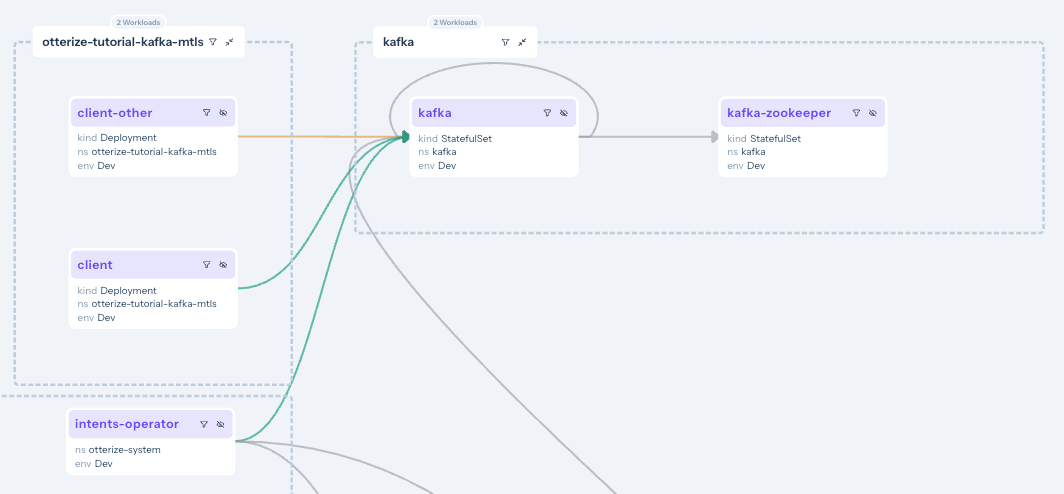 2 Workloads
otterize-tutorial-kafka-mtls
client-other
kind Deployment
ns otterize-tutorial-kafka-mtls
env Dev
client
kind Deployment
ns otterize-tutorial-kafka-mtls
env Dev
intents-operator
ns otterize-system
env Dev
2 Workloads
kafka
kafka
kind StatefulSet
ns kafka
env Dev
kafka-zookeeper
kind StatefulSet
ns kafka
env Dev